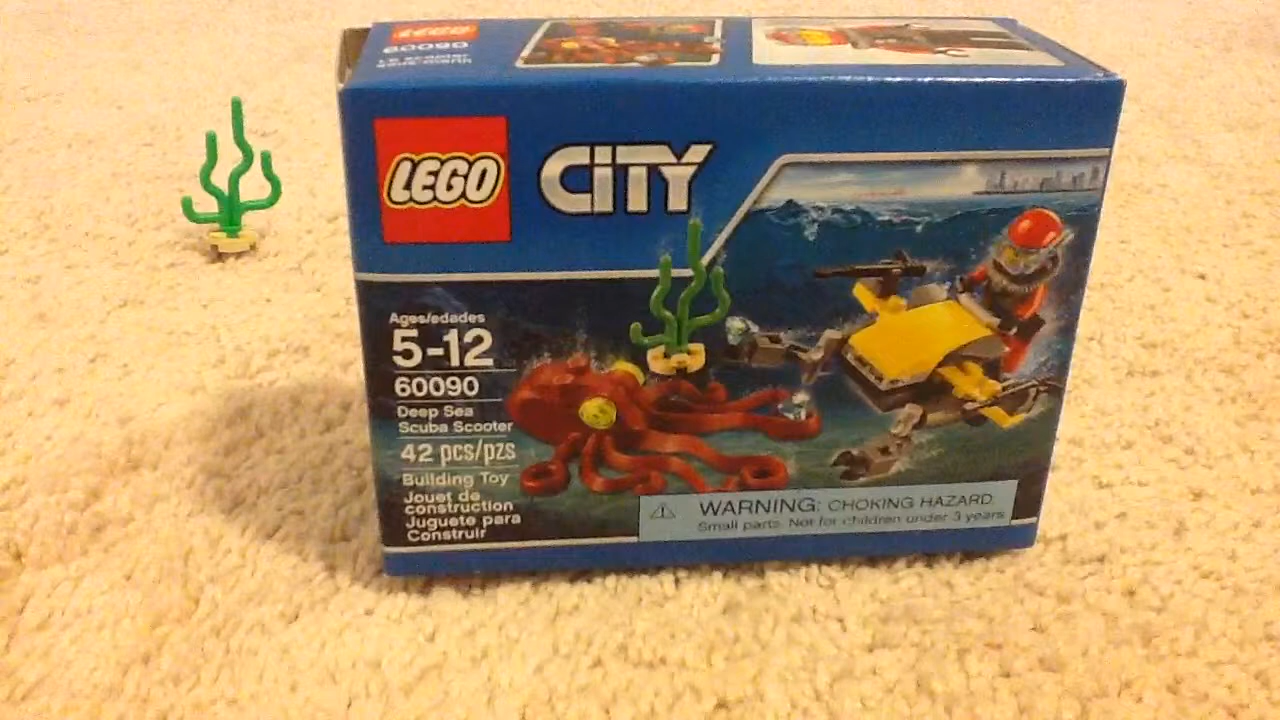 LEGO
60090
LEGO
CITY
Ages/edades
5-12
60090
Deep Sea
Scuba Scooter
42 pcs/pzs
Building Toy
Jouet de
construction
Juguete para
Construir
WARNING: CHOKING HAZARD.
Small parts. Not for children under 3 years